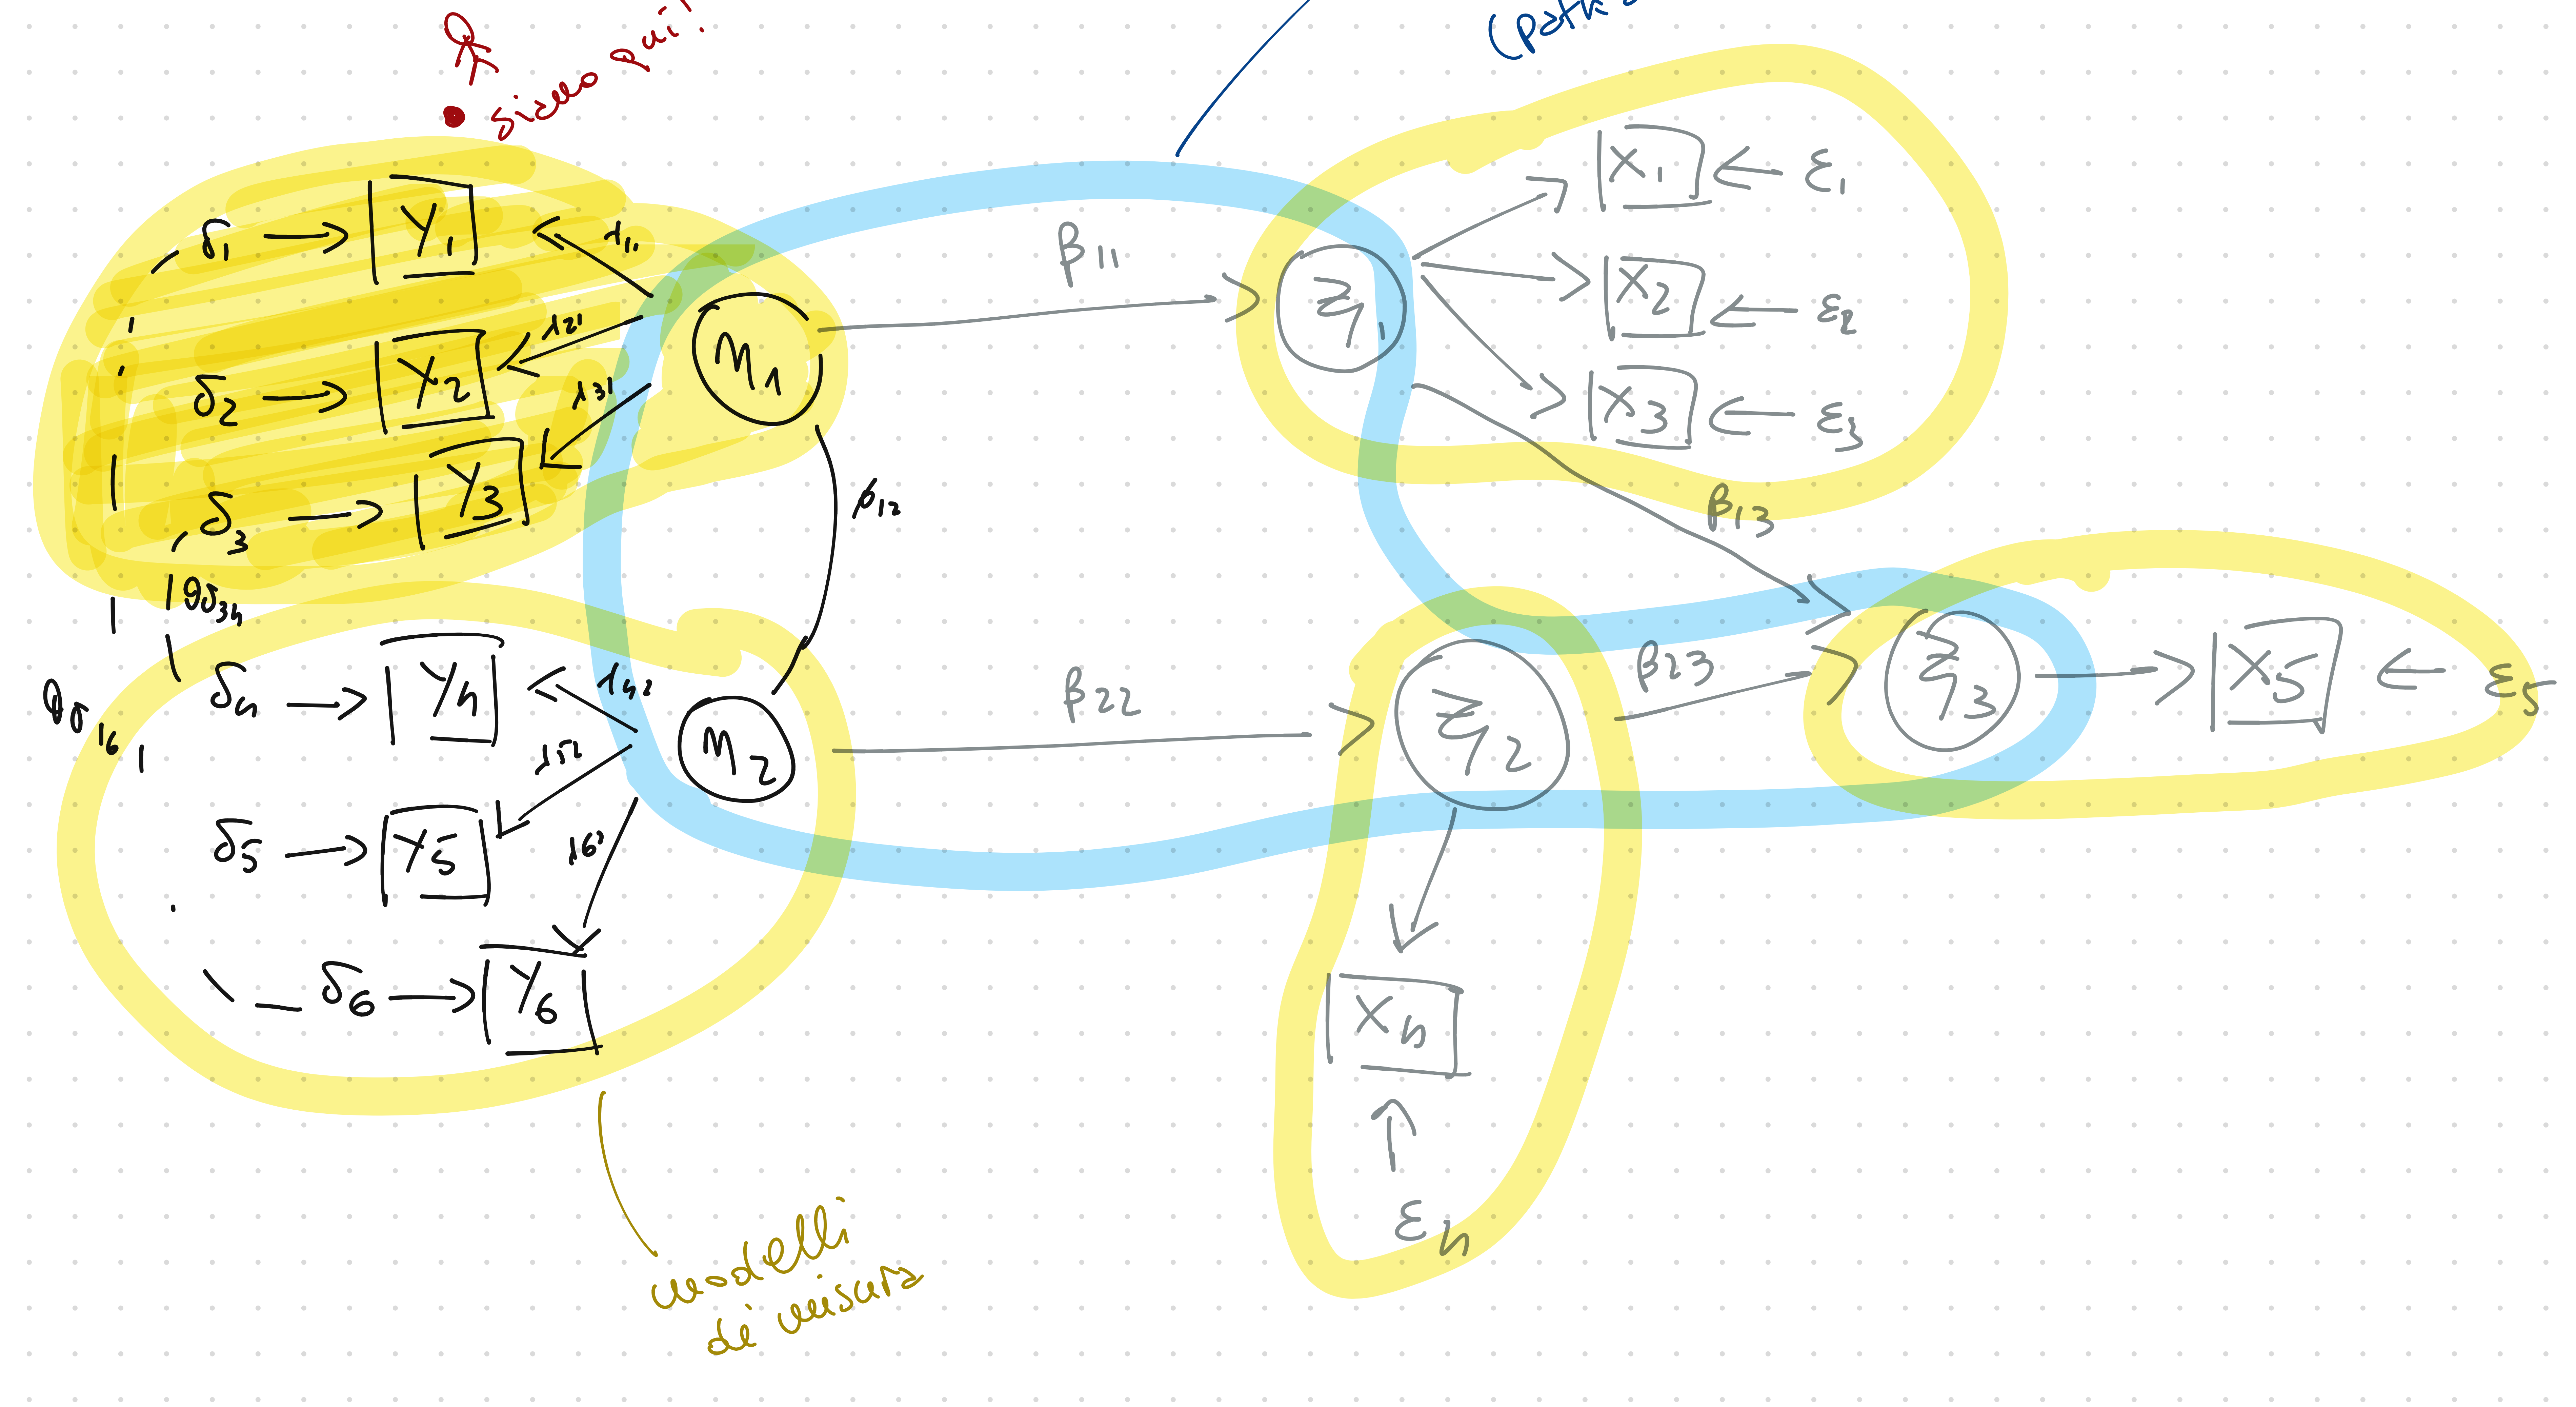 siamo qui!
(path
δ1 → Y1 λ11
δ2 → Y2 λ21
δ3 → Y3 λ31
η1
β11
ξ1
X1 ← ε1
X2 ← ε2
X3 ← ε3
ϕ12
β13
θδ34
θδ16
δ4 → Y4 λ42
δ5 → Y5 λ52
δ6 → Y6
η2
β22
ξ2
β23
ξ3
X5 ← ε5
X4
ε4
modelli
di misura